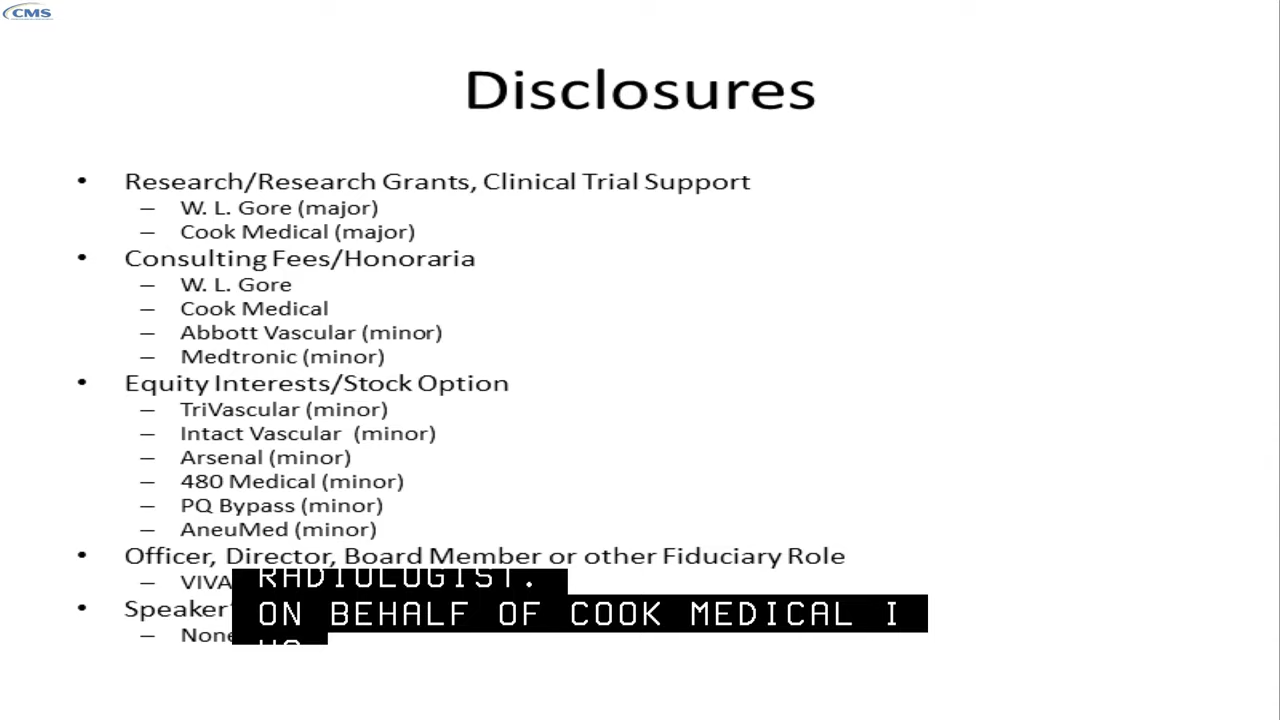 CMS
Disclosures
• Research/Research Grants, Clinical Trial Support
– W. L. Gore (major)
– Cook Medical (major)
• Consulting Fees/Honoraria
– W. L. Gore
– Cook Medical
– Abbott Vascular (minor)
– Medtronic (minor)
• Equity Interests/Stock Option
– TriVascular (minor)
– Intact Vascular (minor)
– Arsenal (minor)
– 480 Medical (minor)
– PQ Bypass (minor)
– AneuMed (minor)
• Officer, Director, Board Member or other Fiduciary Role
– VIVA
RADIOLOGIST.
• Speaker
ON BEHALF OF COOK MEDICAL I
– None